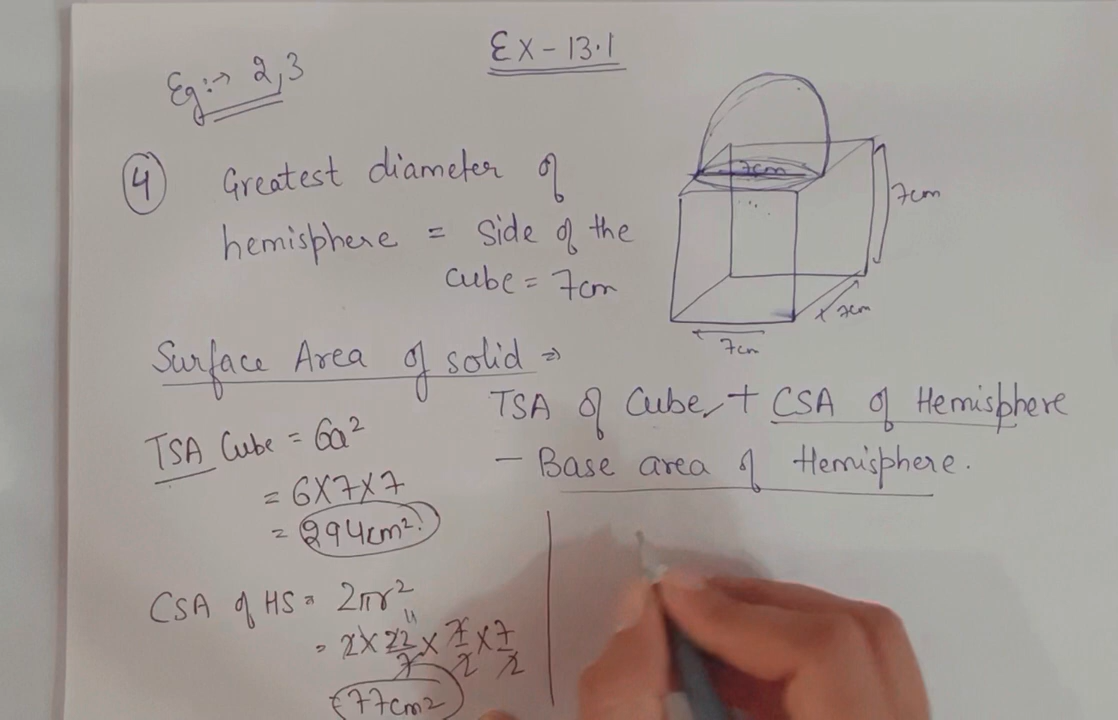 Ex-13.1
Eg:→ 2,3
4 Greatest diameter of
hemisphere = Side of the
cube = 7cm
7cm
7cm
7cm
7cm
Surface Area of solid ⇒
TSA of Cube + CSA of Hemisphere
- Base area of Hemisphere.
TSA Cube = 6a²
= 6×7×7
= 294cm².
CSA of HS = 2πr²
= 2 × 22/7 × 7/2 × 7/2
11
= 77cm²